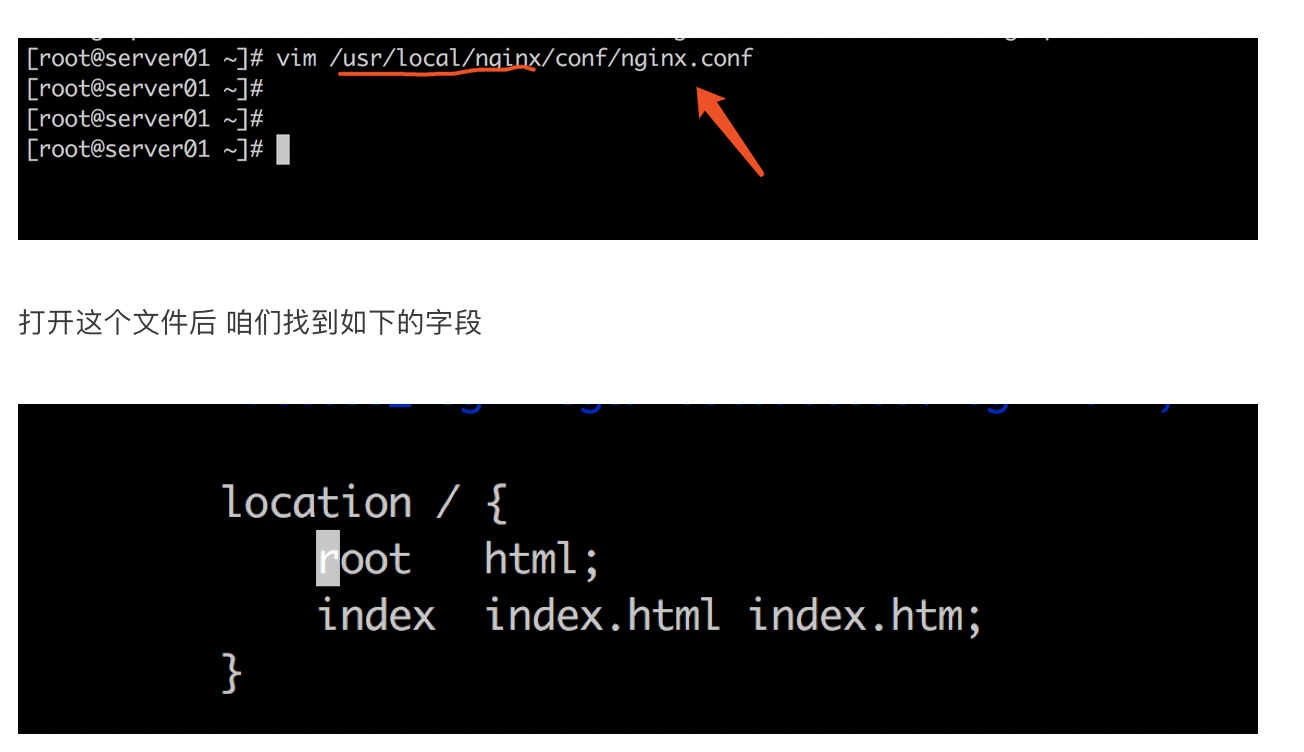 [root@server01 ~]# vim /usr/local/nginx/conf/nginx.conf
[root@server01 ~]#
[root@server01 ~]#
[root@server01 ~]#
打开这个文件后 咱们找到如下的字段
location / {
root html;
index index.html index.htm;
}